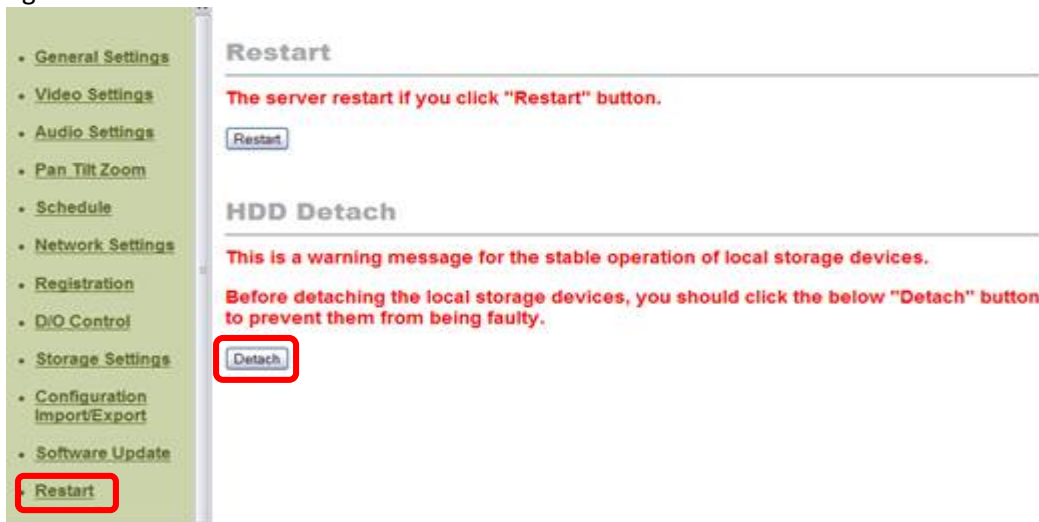 General Settings
Video Settings
Audio Settings
Pan Tilt Zoom
Schedule
Network Settings
Registration
D/O Control
Storage Settings
Configuration
Import/Export
Software Update
Restart
Restart
The server restart if you click "Restart" button.
Restart
HDD Detach
This is a warning message for the stable operation of local storage devices.
Before detaching the local storage devices, you should click the below "Detach" button
to prevent them from being faulty.
Detach